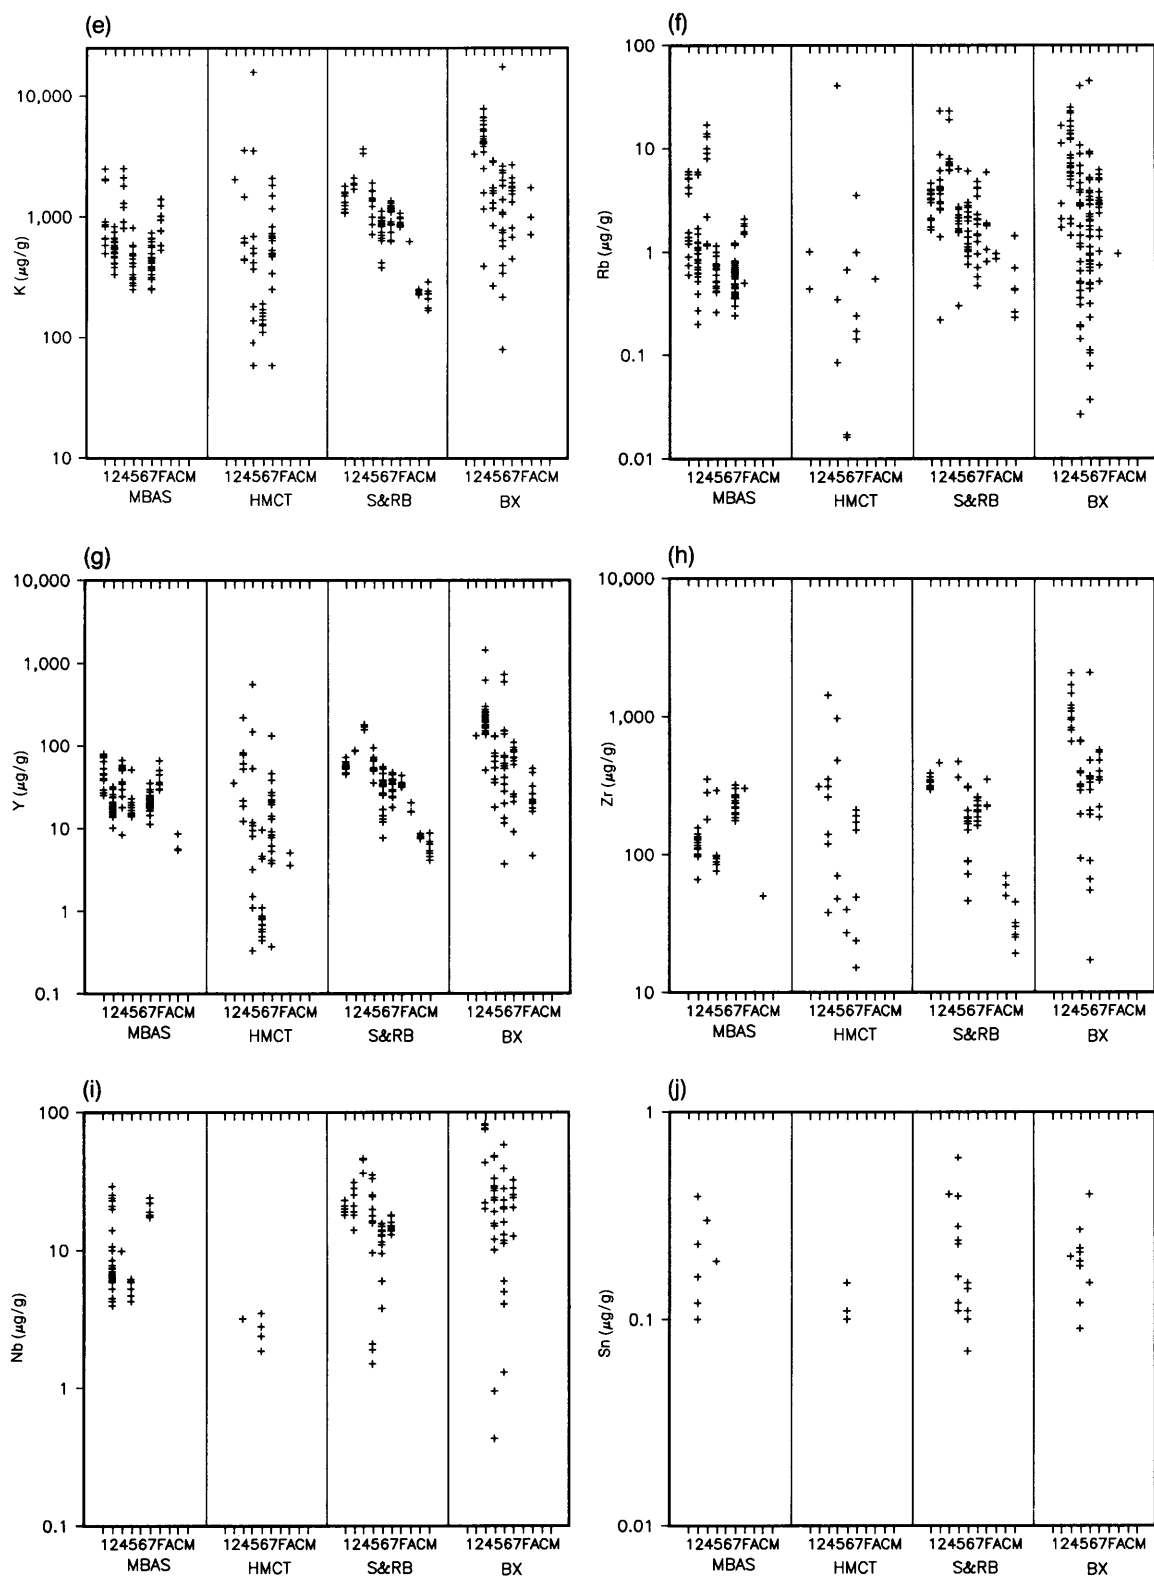 (e)
10,000
1,000
100
10
K (μg/g)
124567FACM 124567FACM 124567FACM 124567FACM
MBAS HMCT S&RB BX
(f)
100
10
1
0.1
0.01
Rb (μg/g)
124567FACM 124567FACM 124567FACM 124567FACM
MBAS HMCT S&RB BX
(g)
10,000
1,000
100
10
1
0.1
Y (μg/g)
124567FACM 124567FACM 124567FACM 124567FACM
MBAS HMCT S&RB BX
(h)
10,000
1,000
100
10
Zr (μg/g)
124567FACM 124567FACM 124567FACM 124567FACM
MBAS HMCT S&RB BX
(i)
100
10
1
0.1
Nb (μg/g)
124567FACM 124567FACM 124567FACM 124567FACM
MBAS HMCT S&RB BX
(j)
1
0.1
0.01
Sn (μg/g)
124567FACM 124567FACM 124567FACM 124567FACM
MBAS HMCT S&RB BX